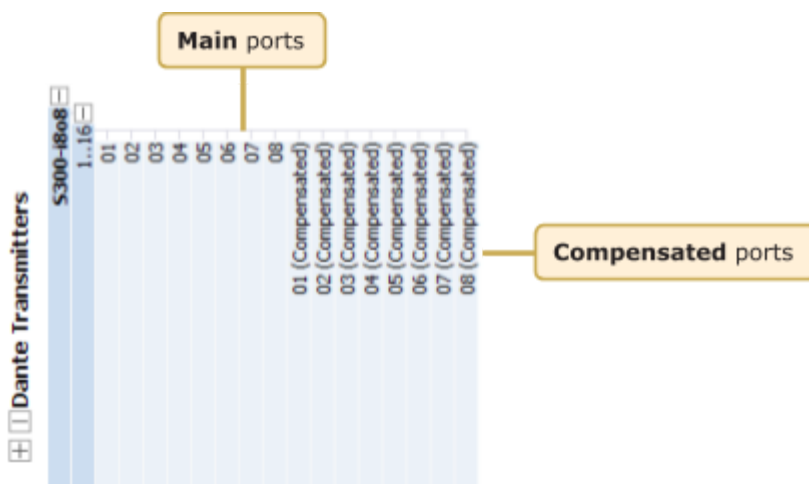 Main ports
Dante Transmitters
S300-i8o8
1..16
01
02
03
04
05
06
07
08
01 (Compensated)
02 (Compensated)
03 (Compensated)
04 (Compensated)
05 (Compensated)
06 (Compensated)
07 (Compensated)
08 (Compensated)
Compensated ports